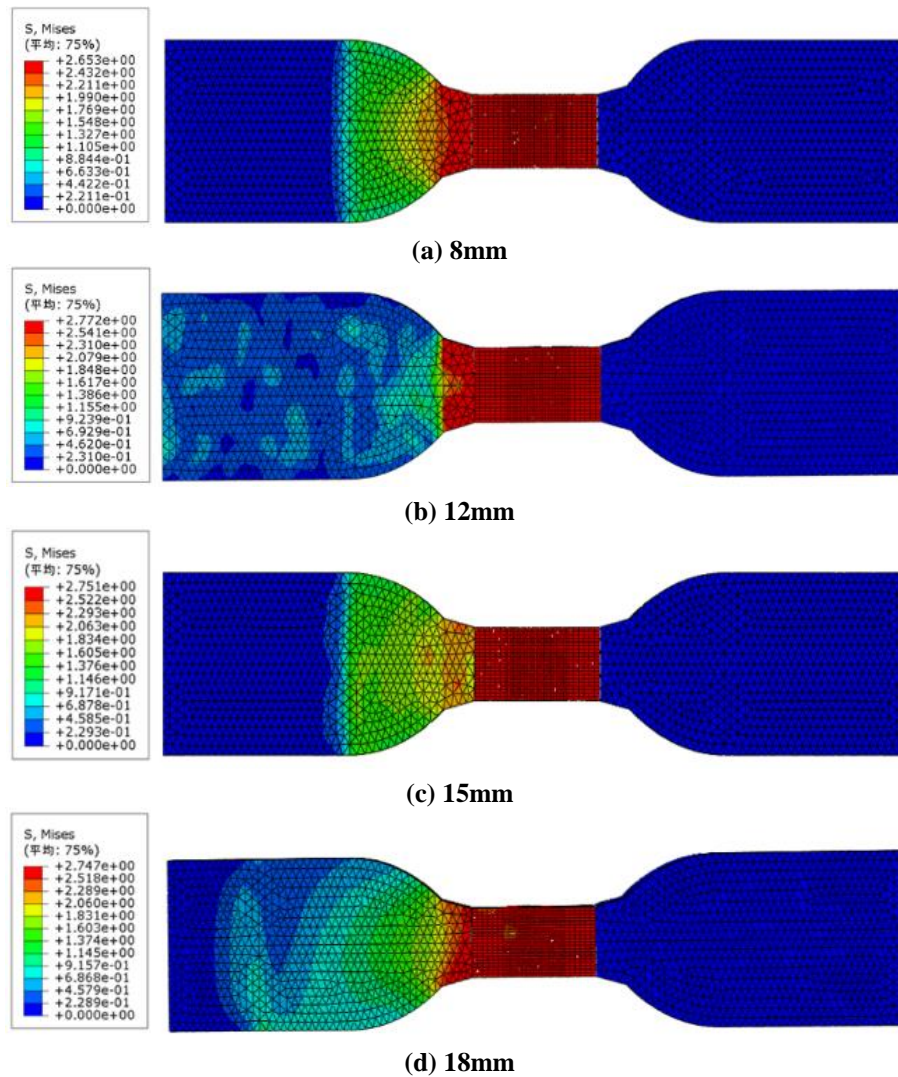 S, Mises
(平均: 75%)
+2.653e+00
+2.432e+00
+2.211e+00
+1.990e+00
+1.769e+00
+1.548e+00
+1.327e+00
+1.105e+00
+8.844e-01
+6.633e-01
+4.422e-01
+2.211e-01
+0.000e+00
(a) 8mm
S, Mises
(平均: 75%)
+2.772e+00
+2.541e+00
+2.310e+00
+2.079e+00
+1.848e+00
+1.617e+00
+1.386e+00
+1.155e+00
+9.239e-01
+6.929e-01
+4.620e-01
+2.310e-01
+0.000e+00
(b) 12mm
S, Mises
(平均: 75%)
+2.751e+00
+2.522e+00
+2.293e+00
+2.063e+00
+1.834e+00
+1.605e+00
+1.376e+00
+1.146e+00
+9.171e-01
+6.878e-01
+4.585e-01
+2.293e-01
+0.000e+00
(c) 15mm
S, Mises
(平均: 75%)
+2.747e+00
+2.518e+00
+2.289e+00
+2.060e+00
+1.831e+00
+1.603e+00
+1.374e+00
+1.145e+00
+9.157e-01
+6.868e-01
+4.579e-01
+2.289e-01
+0.000e+00
(d) 18mm